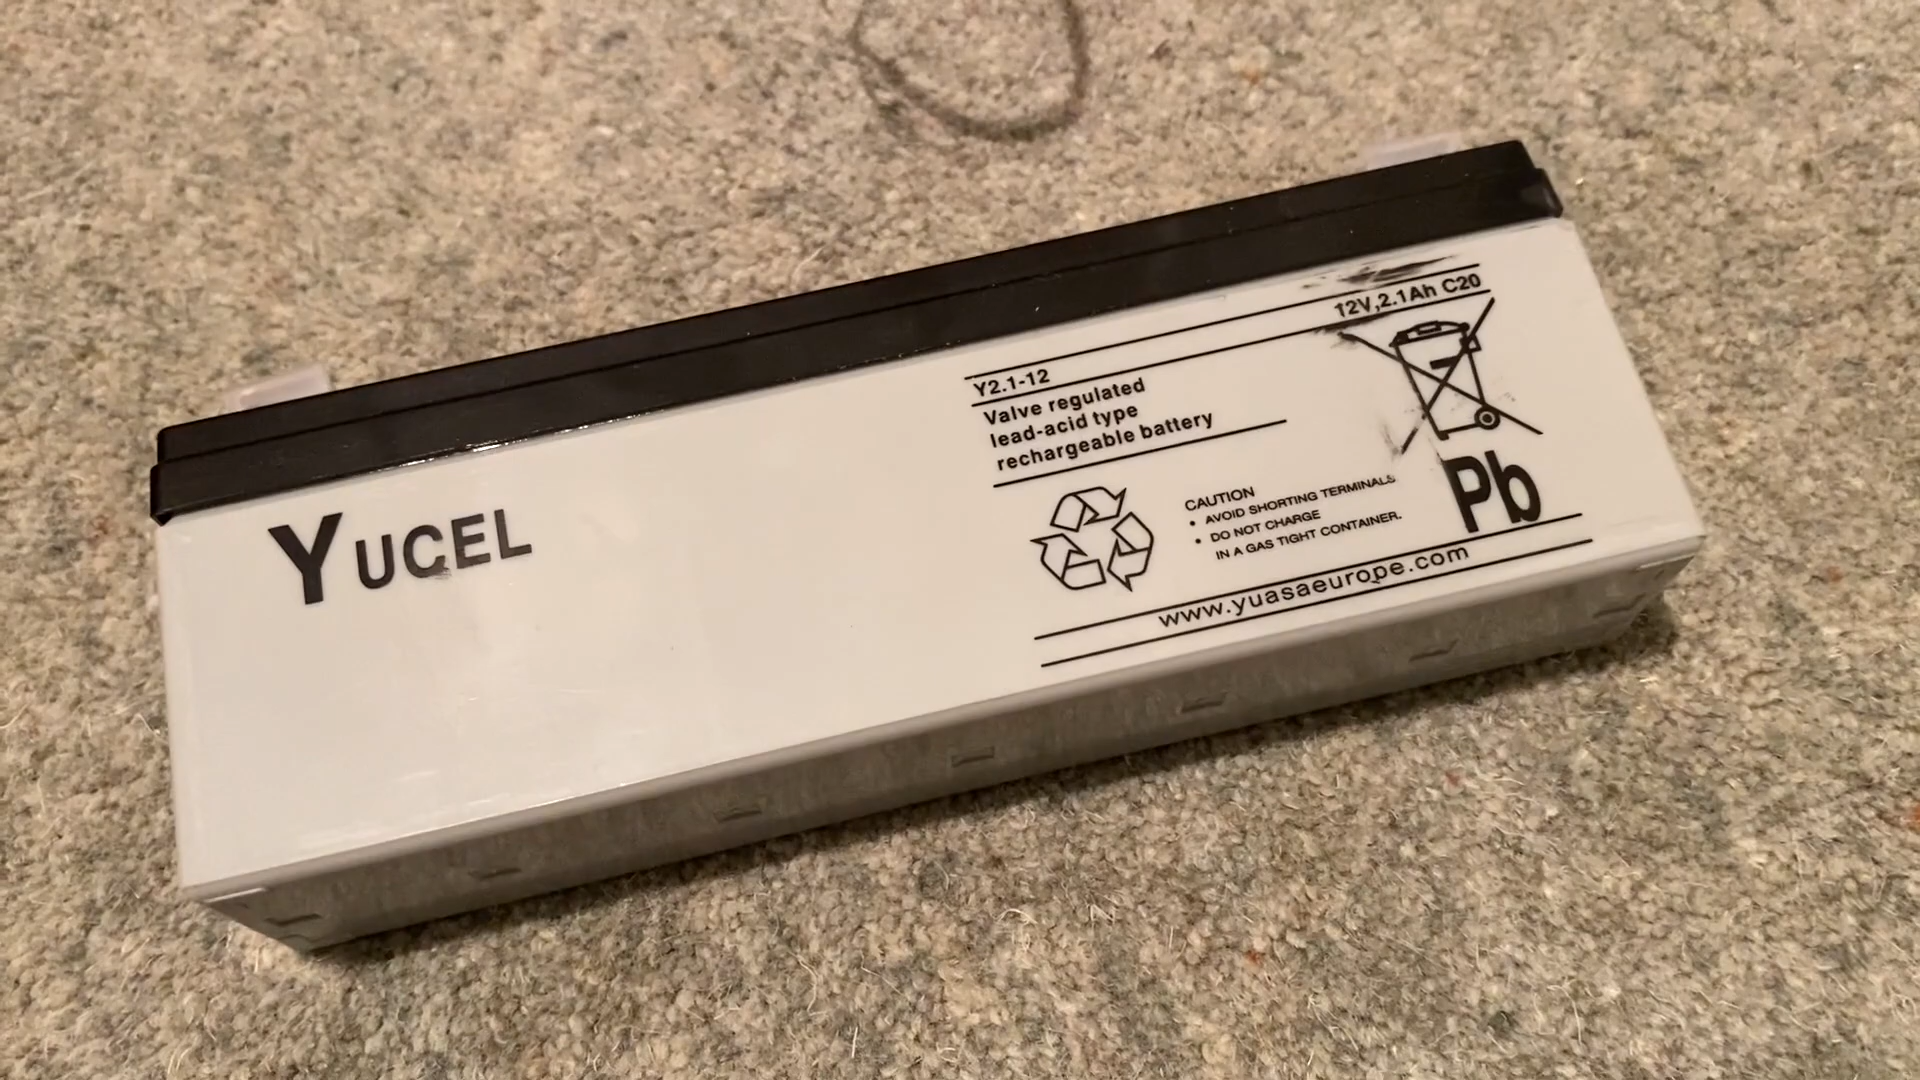 YUCEL
Y2.1-12 12V,2.1Ah C20
Valve regulated
lead-acid type
rechargeable battery
CAUTION
• AVOID SHORTING TERMINALS
• DO NOT CHARGE
IN A GAS TIGHT CONTAINER.
Pb
www.yuasaeurope.com